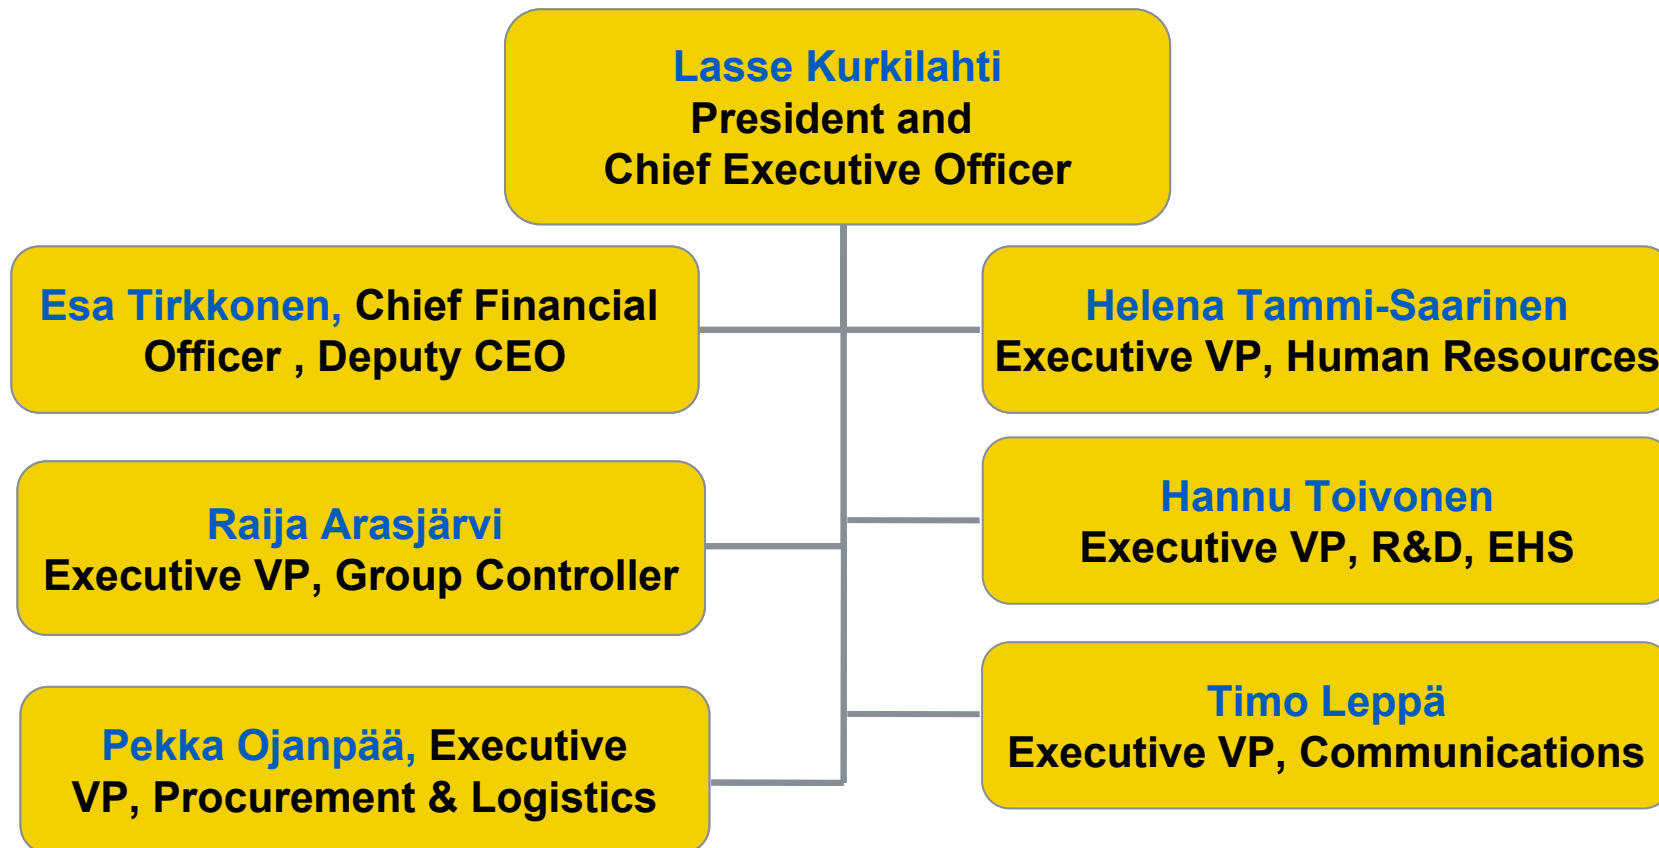 Lasse Kurkilahti
President and
Chief Executive Officer
Esa Tirkkonen, Chief Financial
Officer , Deputy CEO
Helena Tammi-Saarinen
Executive VP, Human Resources
Raija Arasjärvi
Executive VP, Group Controller
Hannu Toivonen
Executive VP, R&D, EHS
Pekka Ojanpää, Executive
VP, Procurement & Logistics
Timo Leppä
Executive VP, Communications